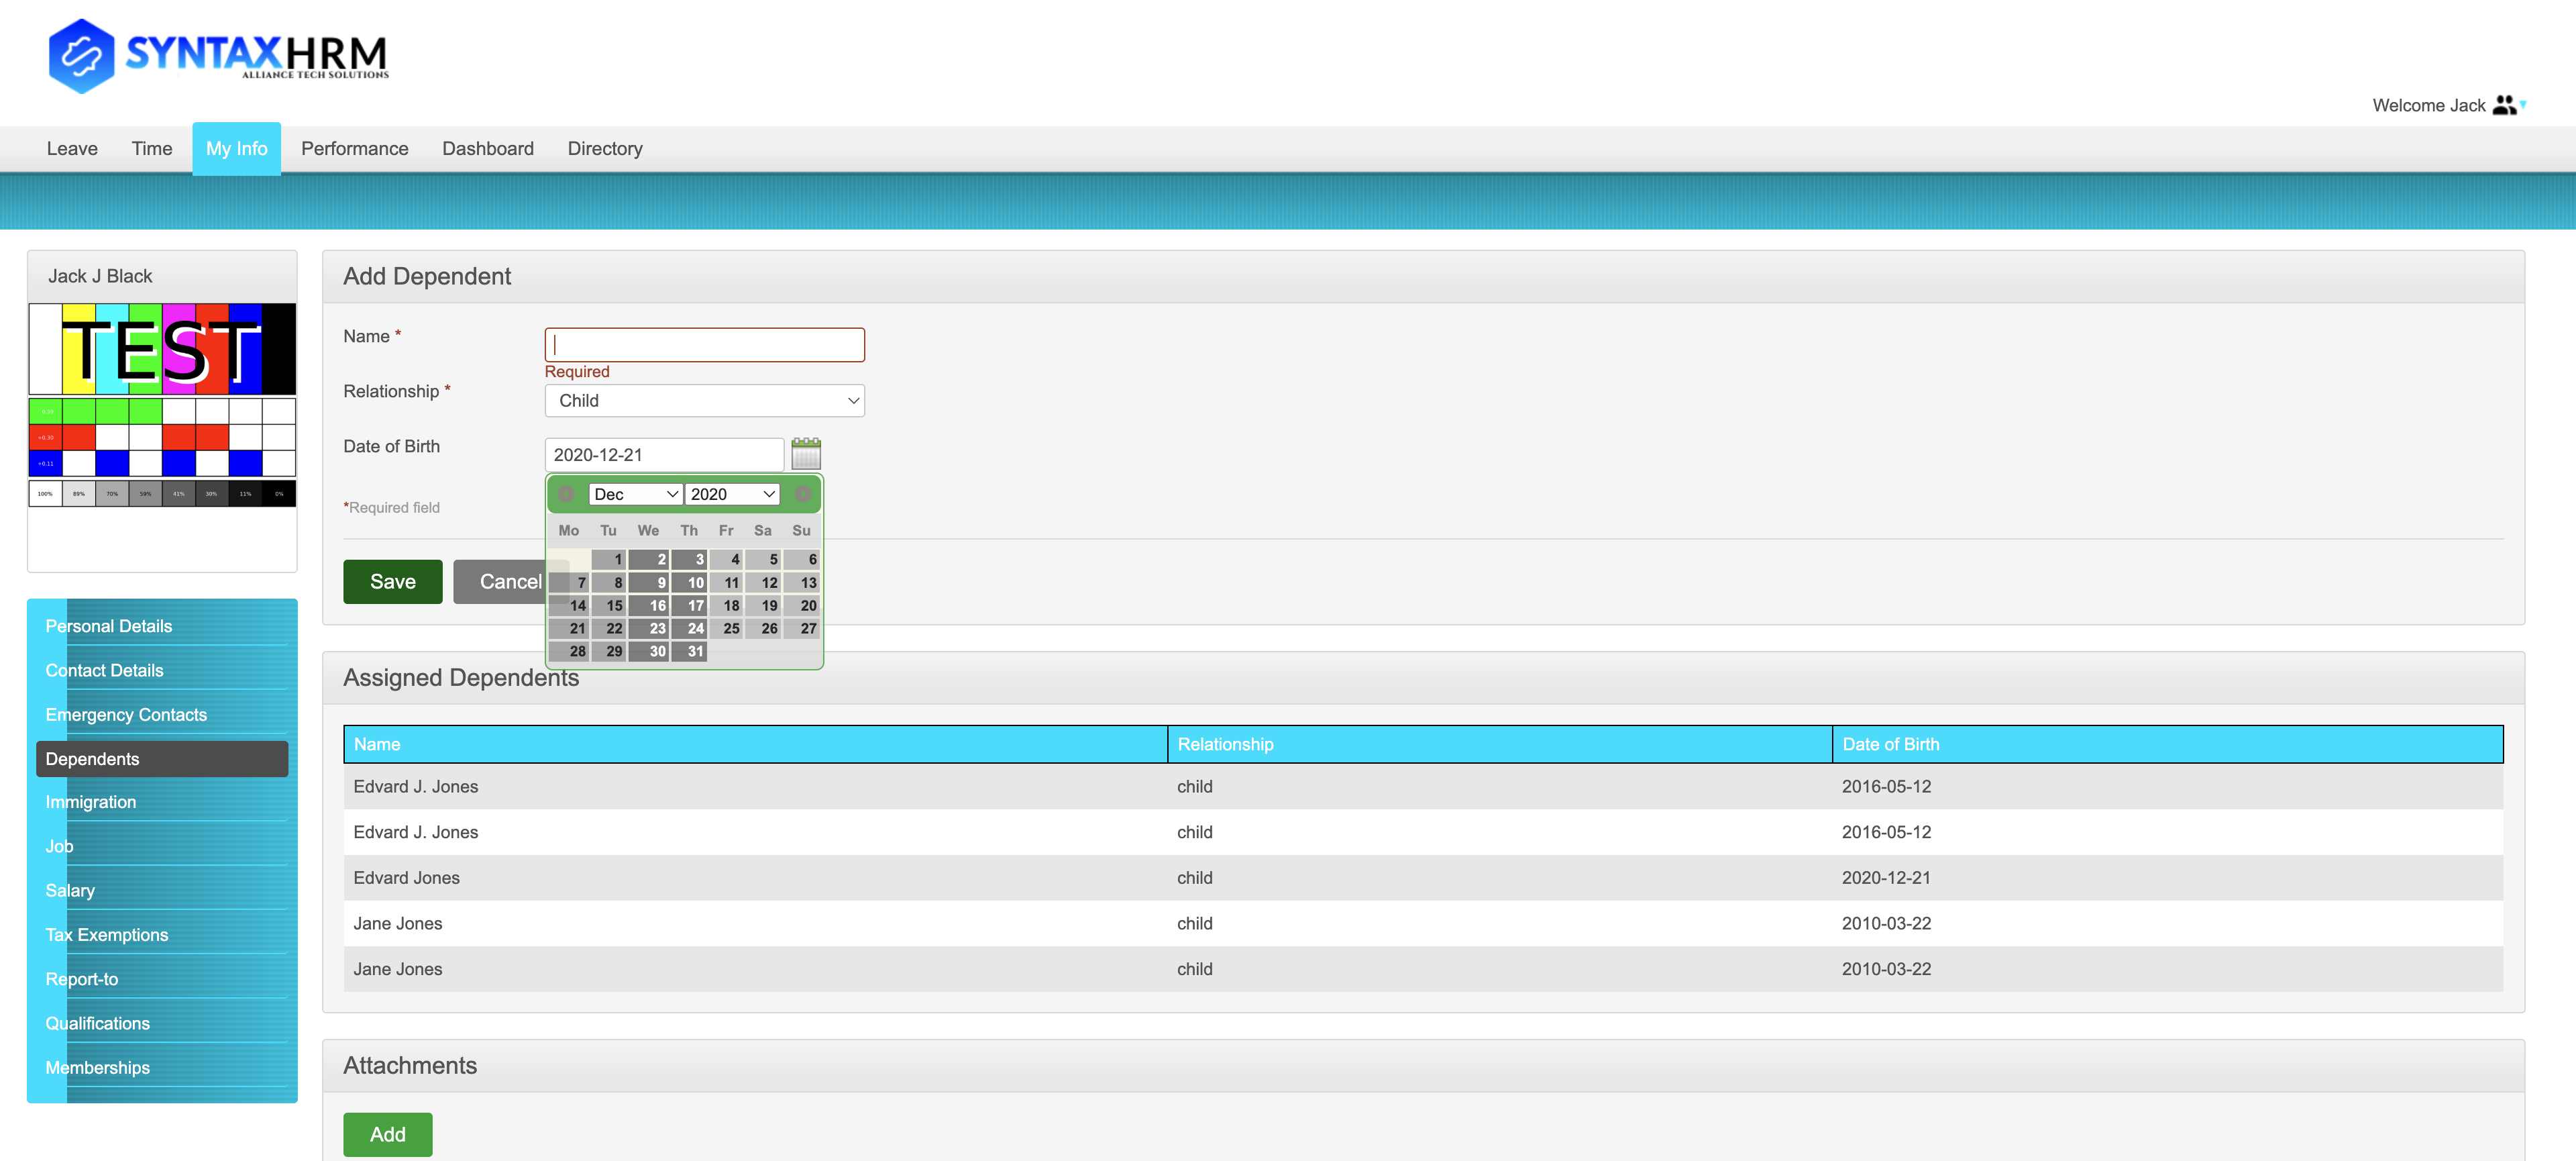 SYNTAXHRM
ALLIANCE TECH SOLUTIONS
Welcome Jack
Leave Time My Info Performance Dashboard Directory
Jack J Black
TEST
+0.30
+0.11
100% 89% 70% 59% 41% 30% 11% 0%
Personal Details
Contact Details
Emergency Contacts
Dependents
Immigration
Job
Salary
Tax Exemptions
Report-to
Qualifications
Memberships
Add Dependent
Name *
Required
Relationship * Child
Date of Birth 2020-12-21
*Required field
Dec 2020
Mo Tu We Th Fr Sa Su
1 2 3 4 5 6
7 8 9 10 11 12 13
14 15 16 17 18 19 20
21 22 23 24 25 26 27
28 29 30 31
Save Cancel
Assigned Dependents
Name Relationship Date of Birth
Edvard J. Jones child 2016-05-12
Edvard J. Jones child 2016-05-12
Edvard Jones child 2020-12-21
Jane Jones child 2010-03-22
Jane Jones child 2010-03-22
Attachments
Add